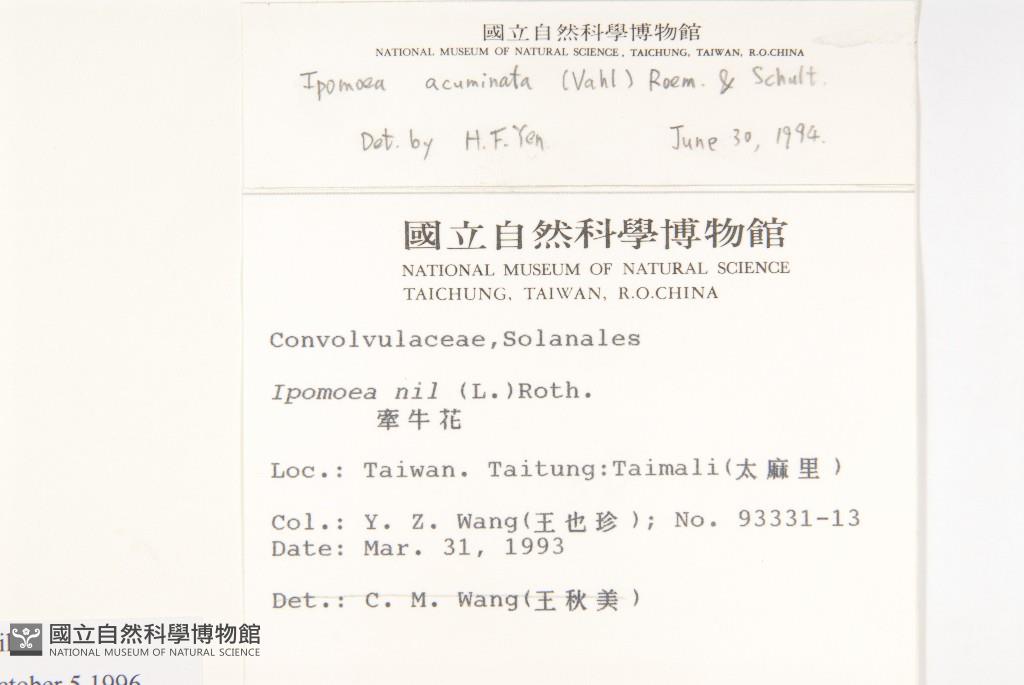 國立自然科學博物館
NATIONAL MUSEUM OF NATURAL SCIENCE, TAICHUNG, TAIWAN, R.O.CHINA
Ipomoea acuminata (Vahl) Roem. & Schult.
Det. by H.F.Yen June 30, 1994.
國立自然科學博物館
NATIONAL MUSEUM OF NATURAL SCIENCE
TAICHUNG, TAIWAN, R.O.CHINA
Convolvulaceae,Solanales
Ipomoea nil (L.)Roth.
牽牛花
Loc.: Taiwan. Taitung:Taimali(太麻里)
Col.: Y. Z. Wang(王也珍); No. 93331-13
Date: Mar. 31, 1993
Det.: C. M. Wang(王秋美)
國立自然科學博物館
NATIONAL MUSEUM OF NATURAL SCIENCE
5 1996